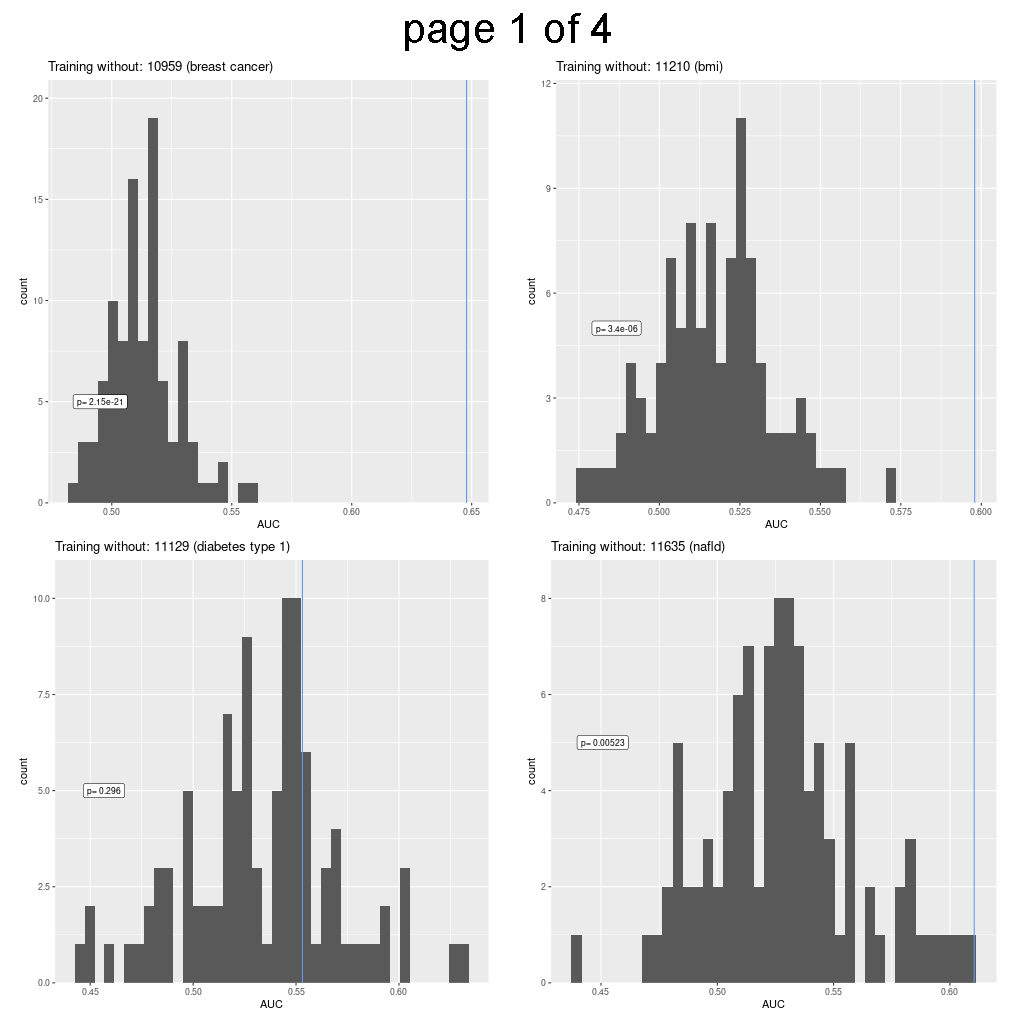 page 1 of 4
Training without: 10959 (breast cancer)
20
15
10
5
0
count
p= 2.15e-21
0.50 0.55 0.60 0.65
AUC
Training without: 11210 (bmi)
12
9
6
3
0
count
p= 3.4e-06
0.475 0.500 0.525 0.550 0.575 0.600
AUC
Training without: 11129 (diabetes type 1)
10.0
7.5
5.0
2.5
0.0
count
p= 0.296
0.45 0.50 0.55 0.60
AUC
Training without: 11635 (nafld)
8
6
4
2
0
count
p= 0.00523
0.45 0.50 0.55 0.60
AUC